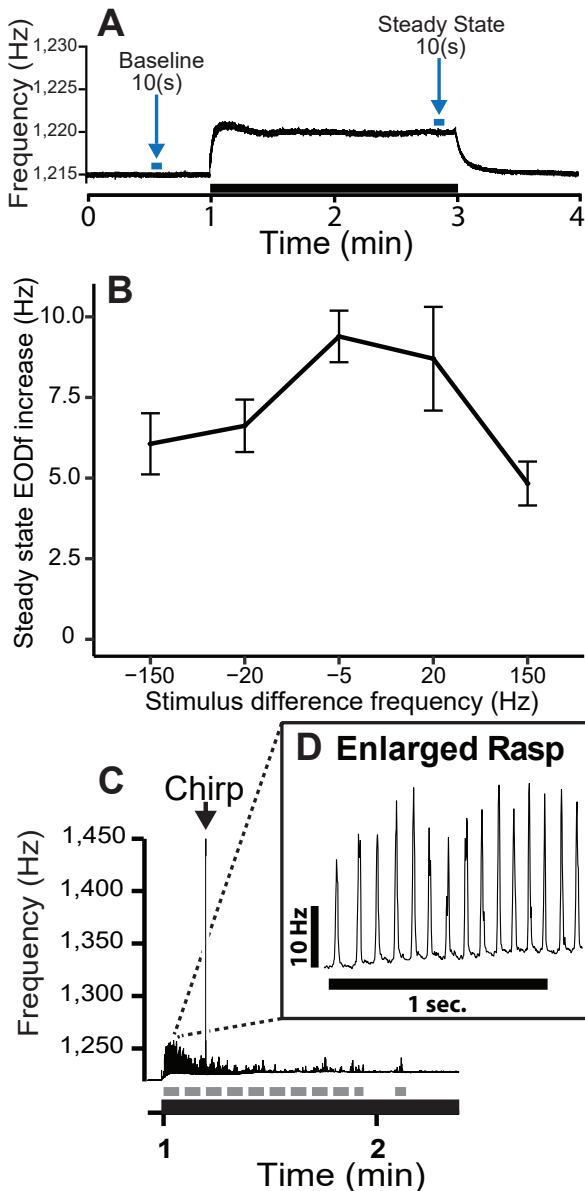 A
Frequency (Hz)
1,230
1,225
1,220
1,215
Baseline
10(s)
Steady State
10(s)
0 1 2 3 4
Time (min)
B
Steady state EODf increase (Hz)
10.0
7.5
5.0
2.5
0
−150 −20 −5 20 150
Stimulus difference frequency (Hz)
C
Chirp
Frequency (Hz)
1,450
1,400
1,350
1,300
1,250
1 2
Time (min)
D Enlarged Rasp
10 Hz
1 sec.